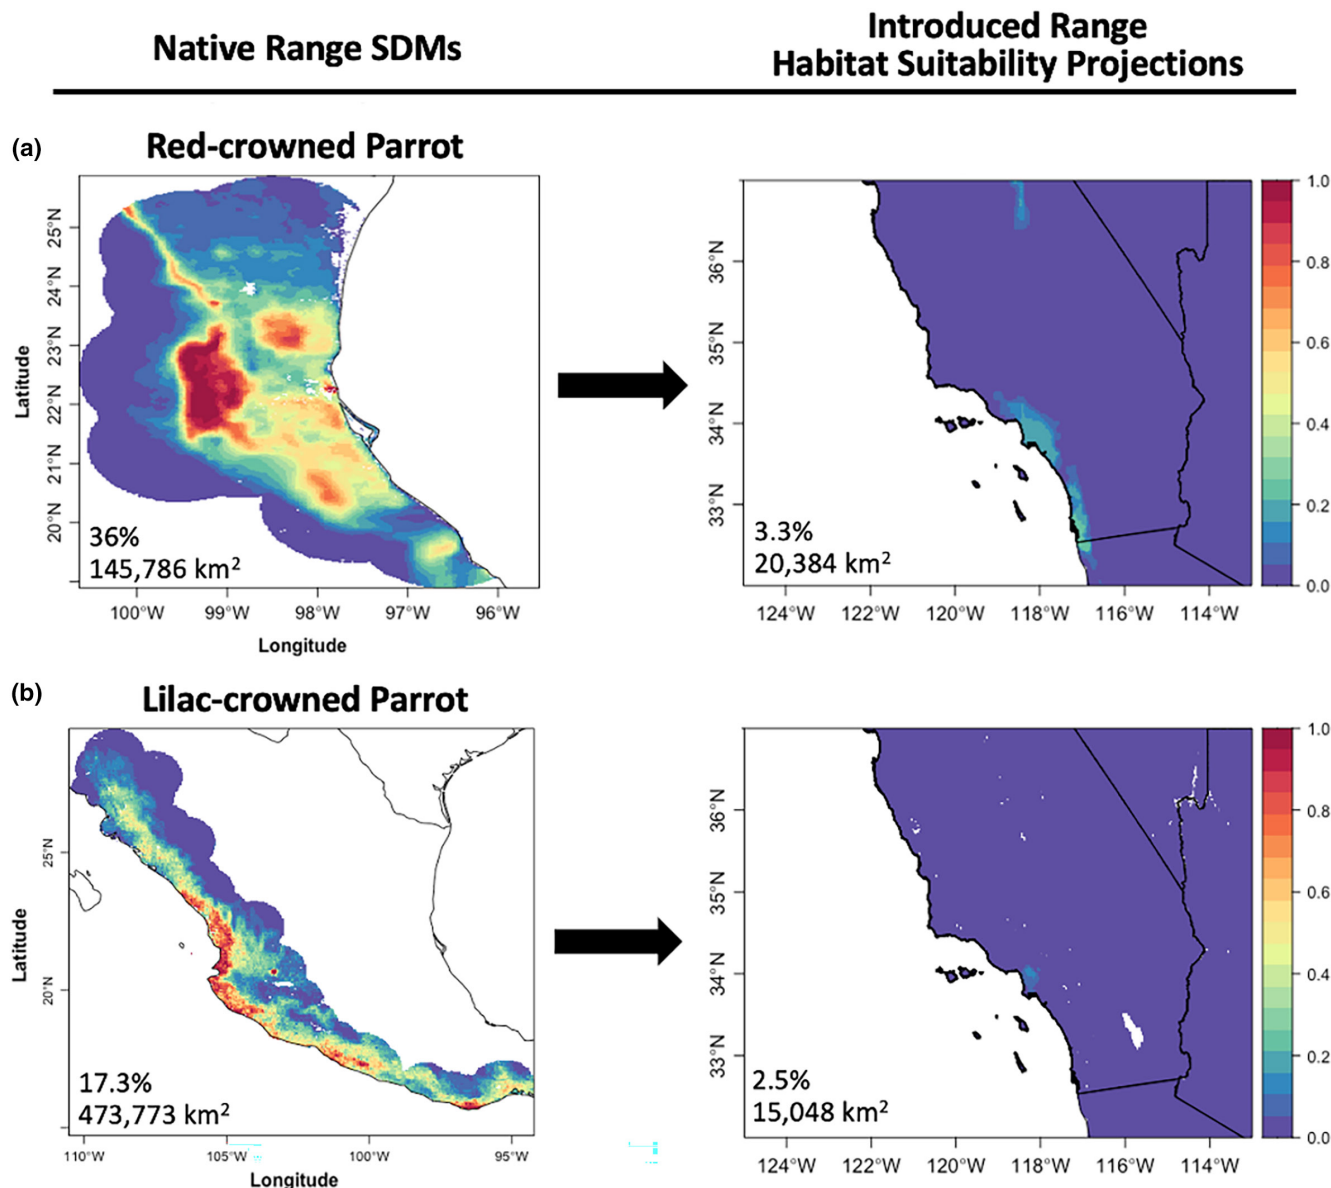 Native Range SDMs
Introduced Range
Habitat Suitability Projections
(a)
Red-crowned Parrot
25°N
24°N
23°N
22°N
21°N
20°N
Latitude
36%
145,786 km²
100°W 99°W 98°W 97°W 96°W
Longitude
36°N
35°N
34°N
33°N
3.3%
20,384 km²
124°W 122°W 120°W 118°W 116°W 114°W
1.0
0.8
0.6
0.4
0.2
0.0
(b)
Lilac-crowned Parrot
25°N
20°N
Latitude
17.3%
473,773 km²
110°W 105°W 100°W 95°W
Longitude
36°N
35°N
34°N
33°N
2.5%
15,048 km²
124°W 122°W 120°W 118°W 116°W 114°W
1.0
0.8
0.6
0.4
0.2
0.0